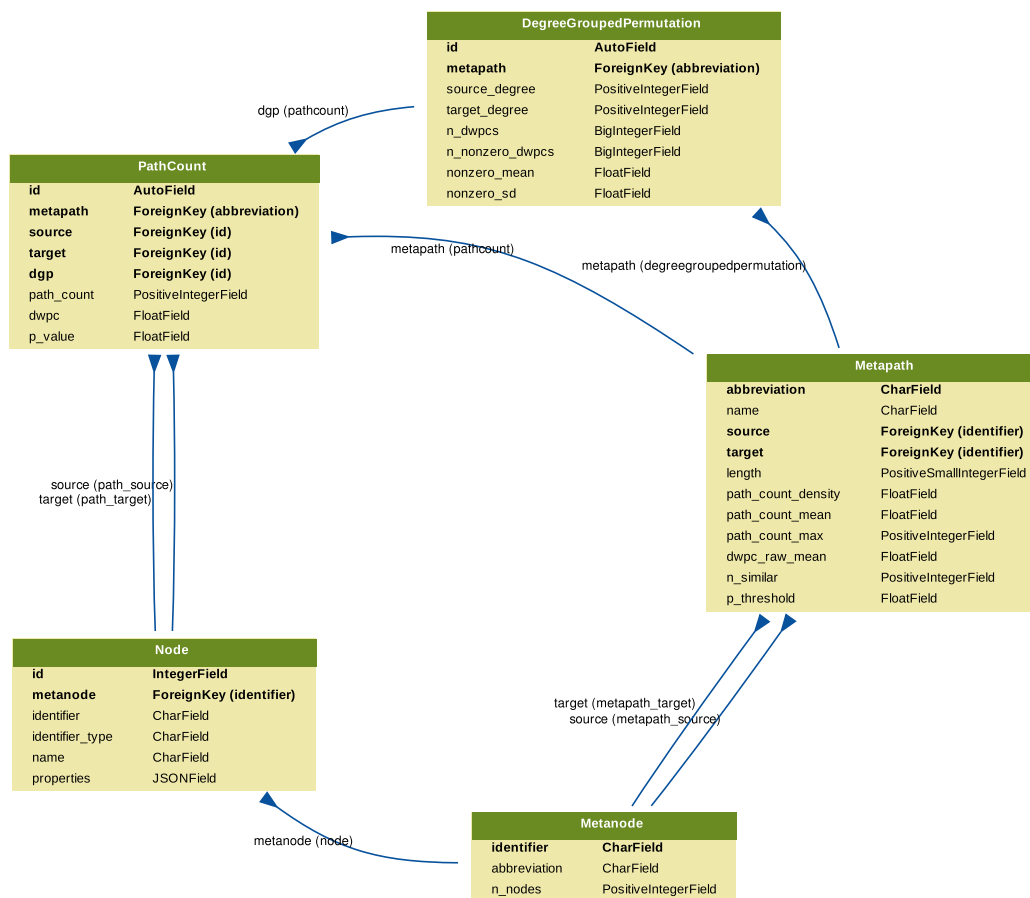 DegreeGroupedPermutation
id AutoField
metapath ForeignKey (abbreviation)
source_degree PositiveIntegerField
target_degree PositiveIntegerField
n_dwpcs BigIntegerField
n_nonzero_dwpcs BigIntegerField
nonzero_mean FloatField
nonzero_sd FloatField
dgp (pathcount)
PathCount
id AutoField
metapath ForeignKey (abbreviation)
source ForeignKey (id)
target ForeignKey (id)
dgp ForeignKey (id)
path_count PositiveIntegerField
dwpc FloatField
p_value FloatField
metapath (pathcount)
metapath (degreegroupedpermutation)
Metapath
abbreviation CharField
name CharField
source ForeignKey (identifier)
target ForeignKey (identifier)
length PositiveSmallIntegerField
path_count_density FloatField
path_count_mean FloatField
path_count_max PositiveIntegerField
dwpc_raw_mean FloatField
n_similar PositiveIntegerField
p_threshold FloatField
source (path_source)
target (path_target)
Node
id IntegerField
metanode ForeignKey (identifier)
identifier CharField
identifier_type CharField
name CharField
properties JSONField
target (metapath_target)
source (metapath_source)
metanode (node)
Metanode
identifier CharField
abbreviation CharField
n_nodes PositiveIntegerField